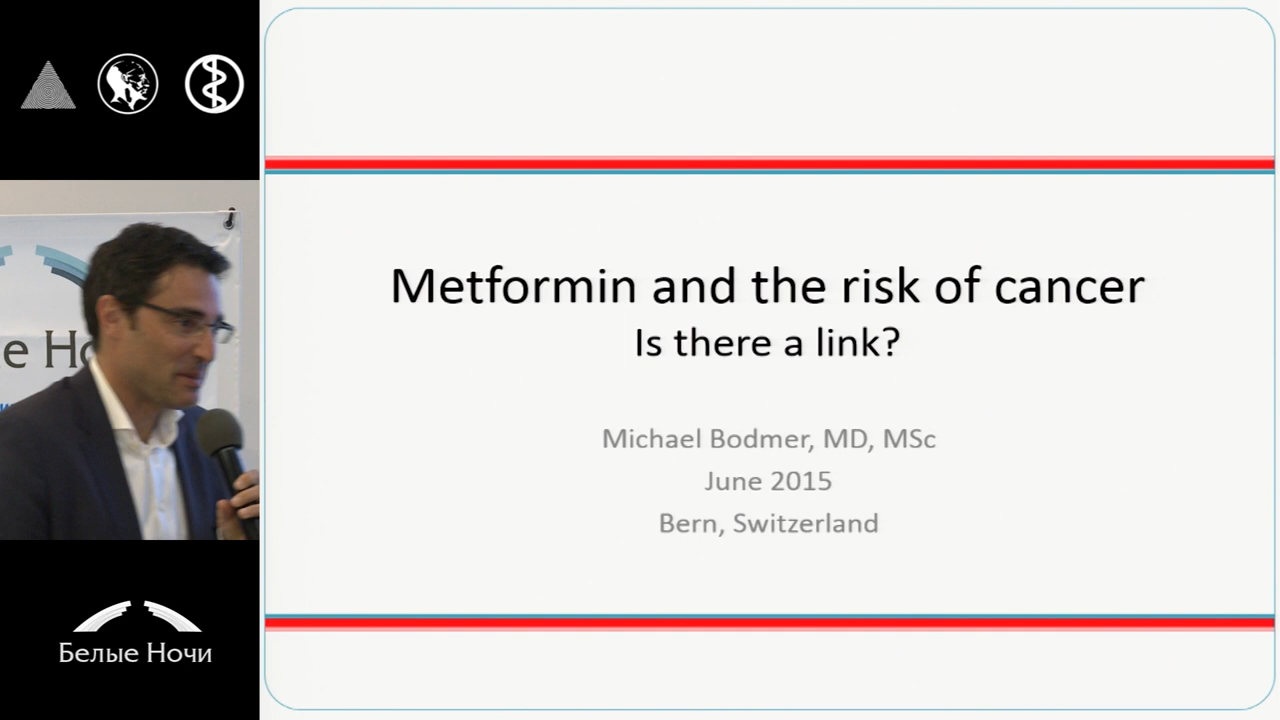 Metformin and the risk of cancer
Is there a link?
Michael Bodmer, MD, MSc
June 2015
Bern, Switzerland
е Но
Белые Ночи